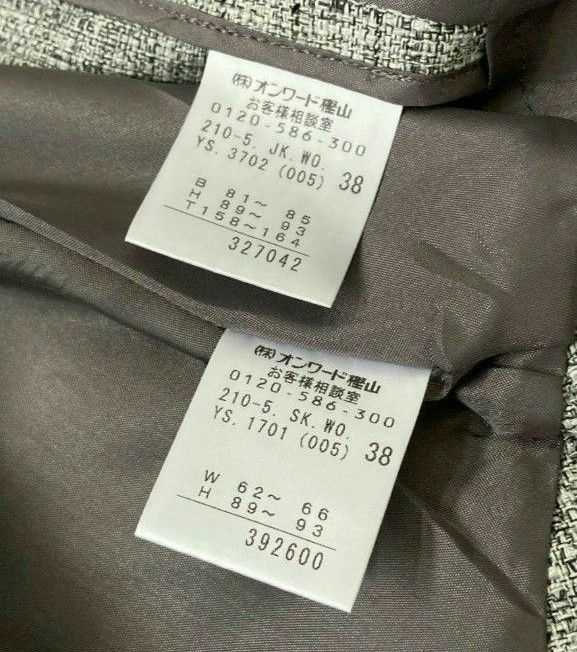 (株)オンワード樫山
お客様相談室
0120-586-300
210-5. JK. WO.
YS. 3702 (005) 38
B 81～ 85
H 89～ 93
T 158～164
327042
(株)オンワード樫山
お客様相談室
0120-586-300
210-5. SK. WO.
YS. 1701 (005) 38
W 62～ 66
H 89～ 93
392600